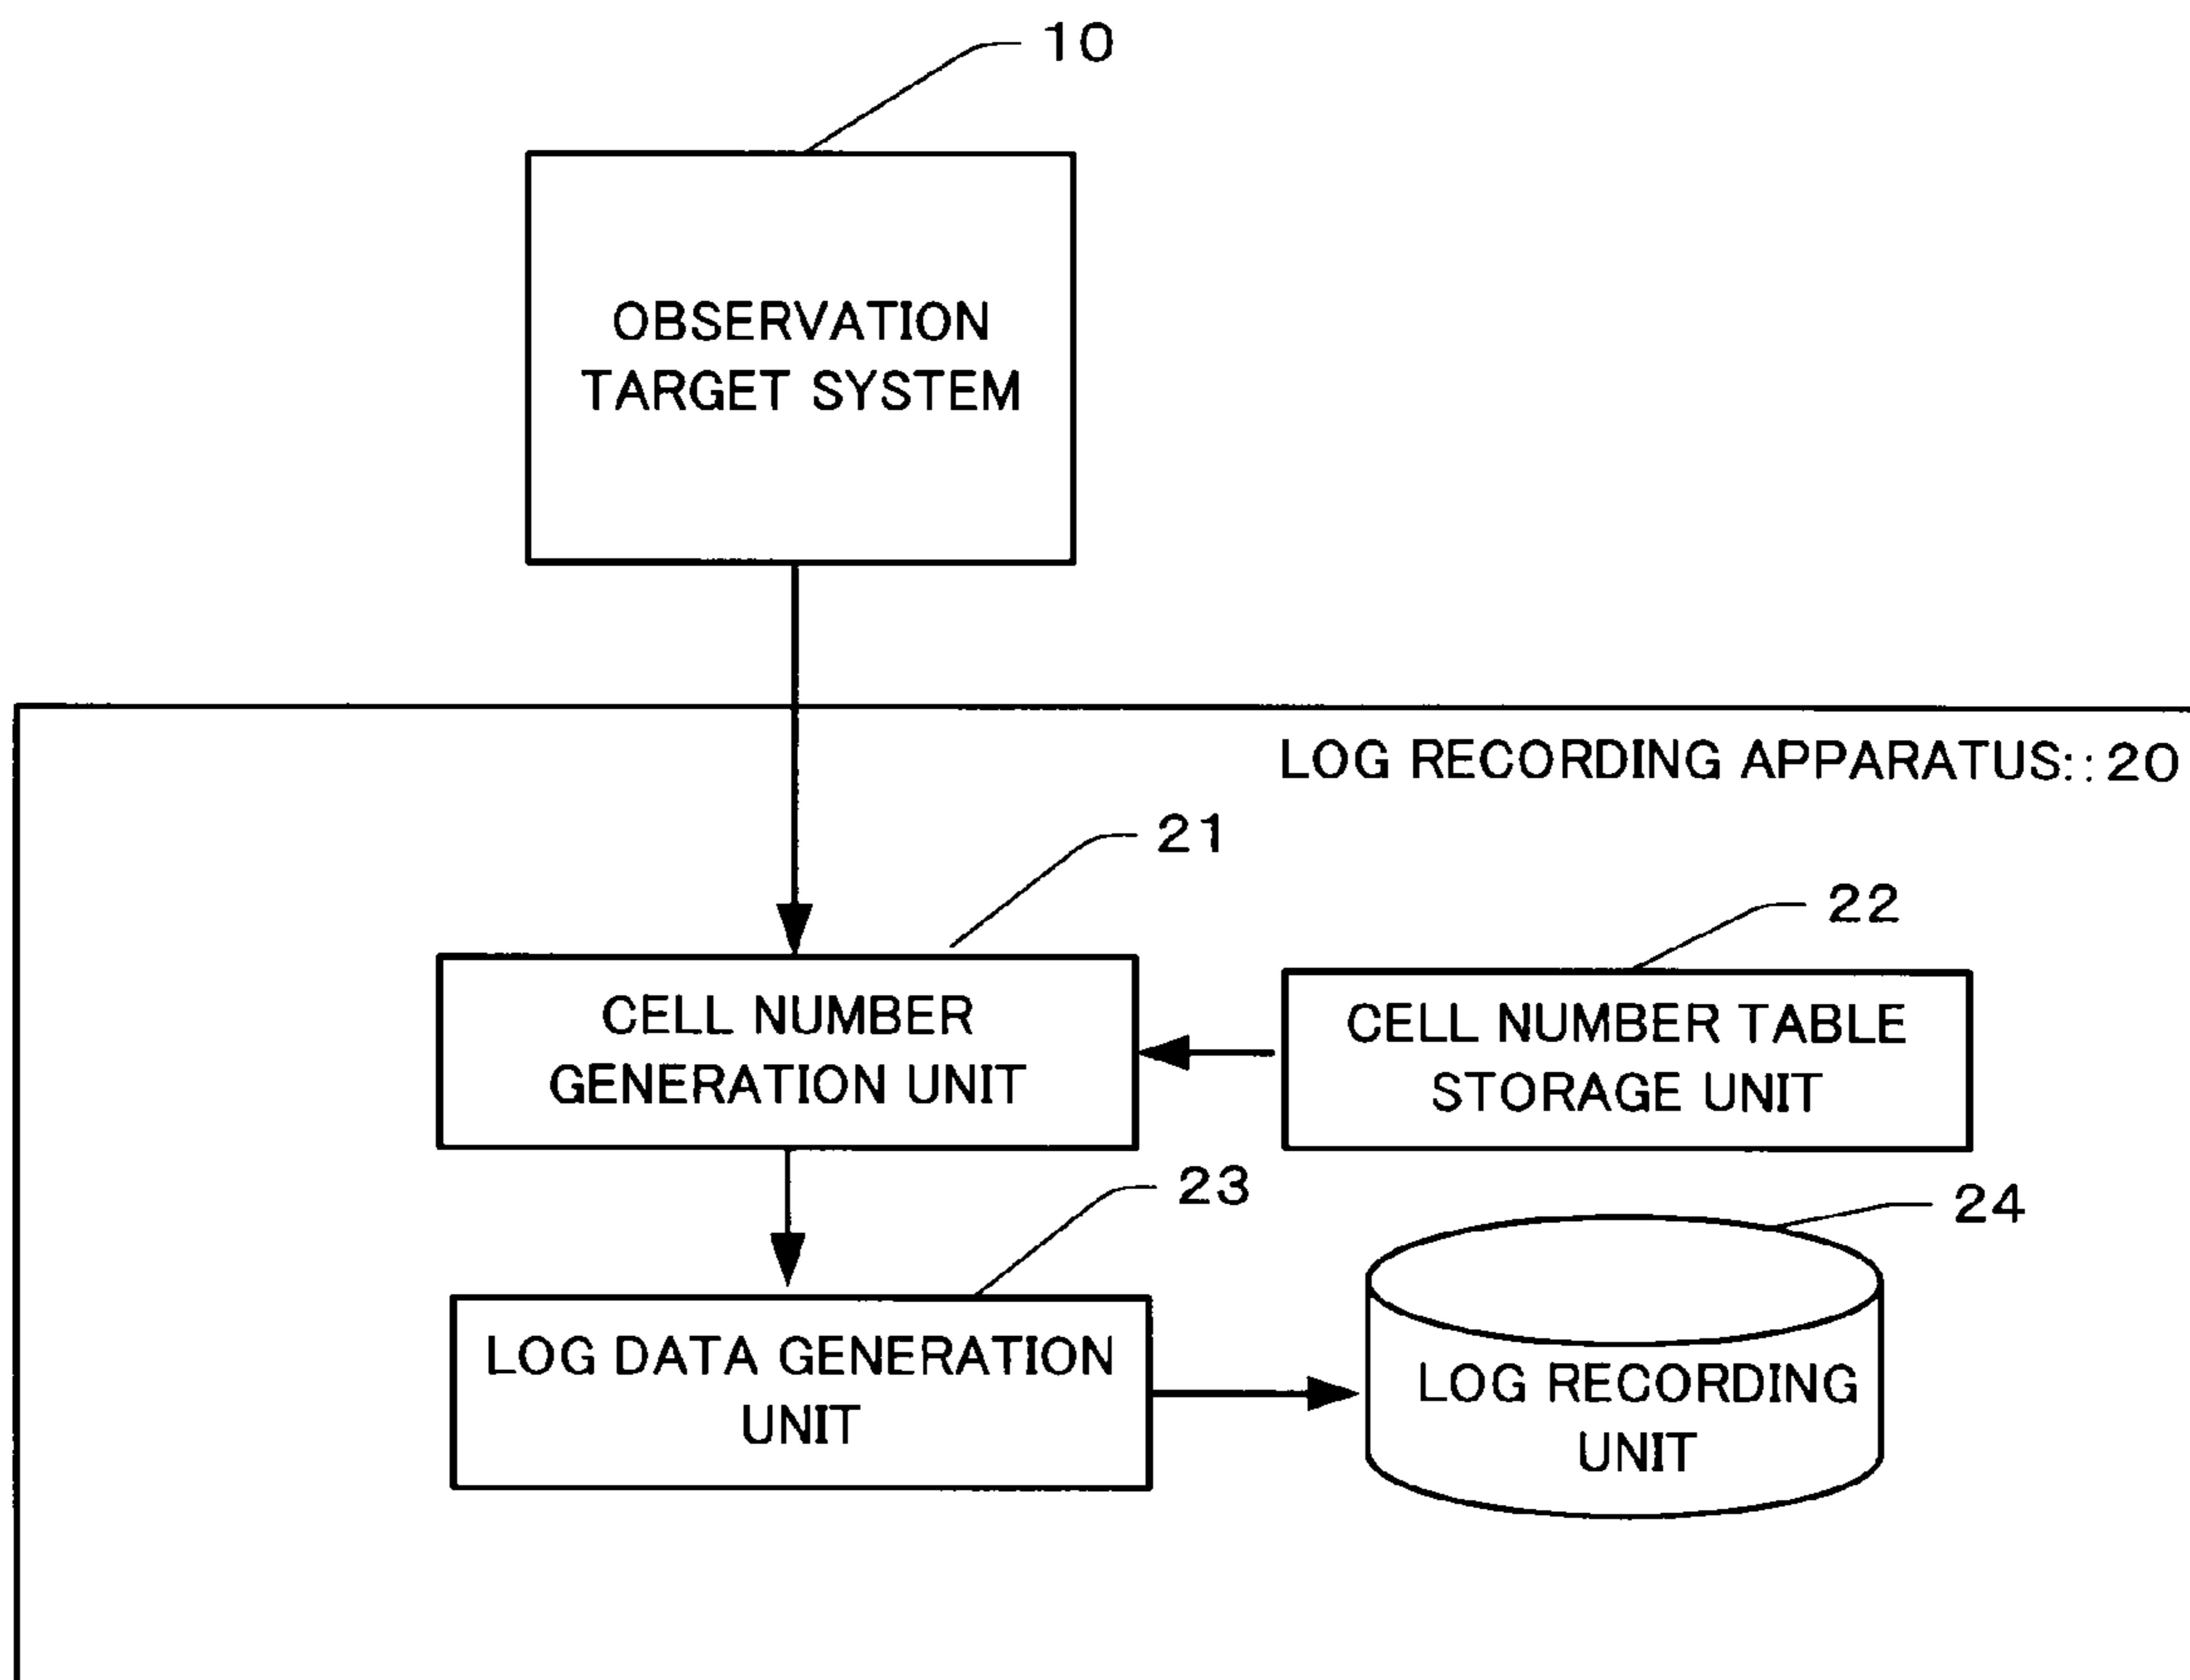 10
OBSERVATION
TARGET SYSTEM
LOG RECORDING APPARATUS::20
21
22
CELL NUMBER
GENERATION UNIT
CELL NUMBER TABLE
STORAGE UNIT
23
24
LOG DATA GENERATION
UNIT
LOG RECORDING
UNIT